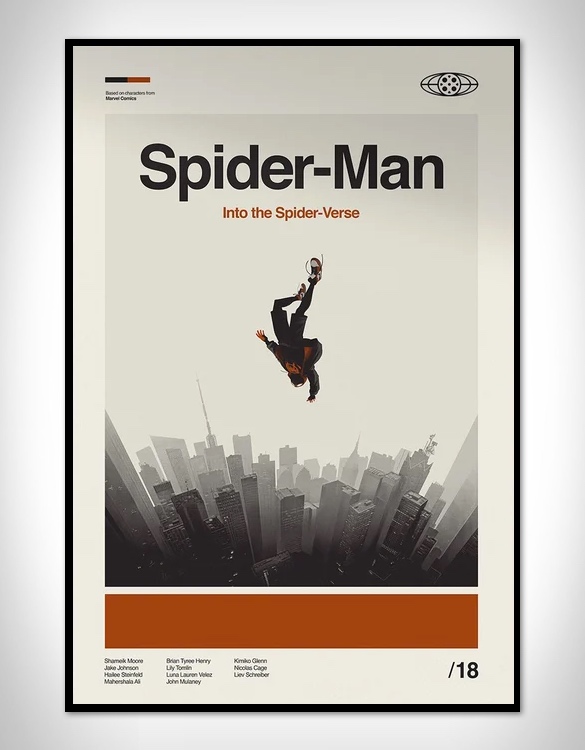 Based on characters from
Marvel Comics
Spider-Man
Into the Spider-Verse
Shameik Moore
Jake Johnson
Hailee Steinfeld
Mahershala Ali
Brian Tyree Henry
Lily Tomlin
Luna Lauren Velez
John Mulaney
Kimiko Glenn
Nicolas Cage
Liev Schreiber
/18